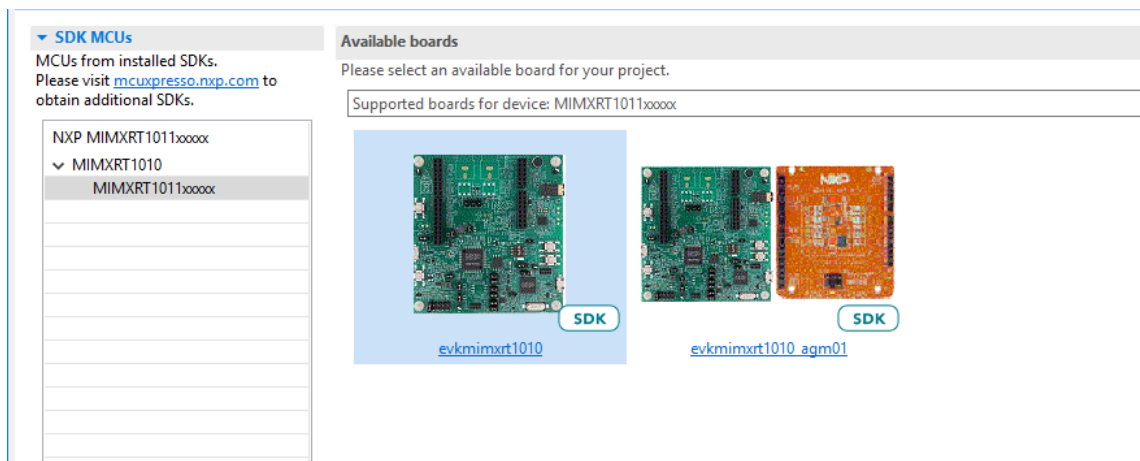 SDK MCUs
MCUs from installed SDKs.
Please visit mcuxpresso.nxp.com to
obtain additional SDKs.
NXP MIMXRT1011xxxxx
MIMXRT1010
MIMXRT1011xxxxx
Available boards
Please select an available board for your project.
Supported boards for device: MIMXRT1011xxxxx
NXP
SDK
SDK
evkmimxrt1010
evkmimxrt1010_agm01